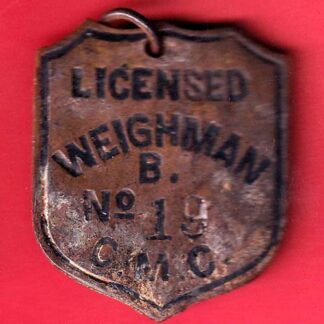 LICENSED
WEIGHMAN
B.
No 19
C.M.C.